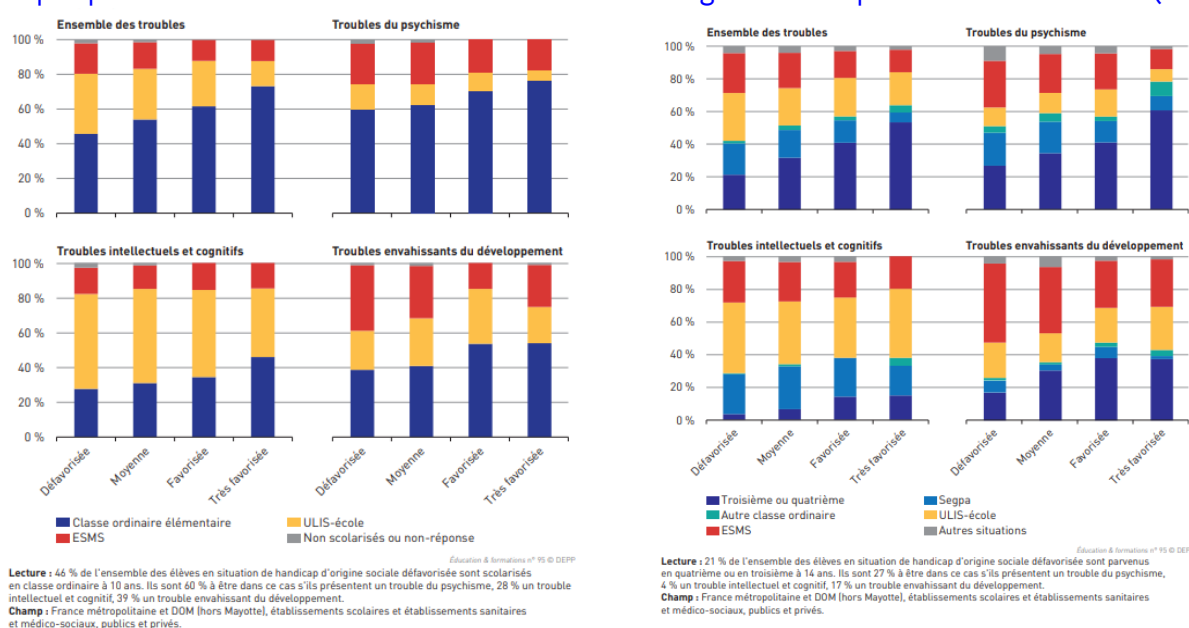 Ensemble des troubles
Troubles du psychisme
100 %
80 %
60 %
40 %
20 %
0 %
Troubles intellectuels et cognitifs
Troubles envahissants du développement
100 %
80 %
60 %
40 %
20 %
0 %
Défavorisée
Moyenne
Favorisée
Très favorisée
Défavorisée
Moyenne
Favorisée
Très favorisée
Classe ordinaire élémentaire
ULIS-école
ESMS
Non scolarisés ou non-réponse
Éducation & formations n° 95 © DEPP
Lecture : 46 % de l'ensemble des élèves en situation de handicap d'origine sociale défavorisée sont scolarisés
en classe ordinaire à 10 ans. Ils sont 60 % à être dans ce cas s'ils présentent un trouble du psychisme, 28 % un trouble
intellectuel et cognitif, 39 % un trouble envahissant du développement.
Champ : France métropolitaine et DOM (hors Mayotte), établissements scolaires et établissements sanitaires
et médico-sociaux, publics et privés.
Ensemble des troubles
Troubles du psychisme
100 %
80 %
60 %
40 %
20 %
0 %
Troubles intellectuels et cognitifs
Troubles envahissants du développement
100 %
80 %
60 %
40 %
20 %
0 %
Défavorisée
Moyenne
Favorisée
Très favorisée
Défavorisée
Moyenne
Favorisée
Très favorisée
Troisième ou quatrième
Segpa
Autre classe ordinaire
ULIS-école
ESMS
Autres situations
Éducation & formations n° 95 © DEP
Lecture : 21 % de l'ensemble des élèves en situation de handicap d'origine sociale défavorisée sont parvenus
en quatrième ou en troisième à 14 ans. Ils sont 27 % à être dans ce cas s'ils présentent un trouble du psychisme,
4 % un trouble intellectuel et cognitif, 17 % un trouble envahissant du développement.
Champ : France métropolitaine et DOM (hors Mayotte), établissements scolaires et établissements sanitaires
et médico-sociaux, publics et privés.